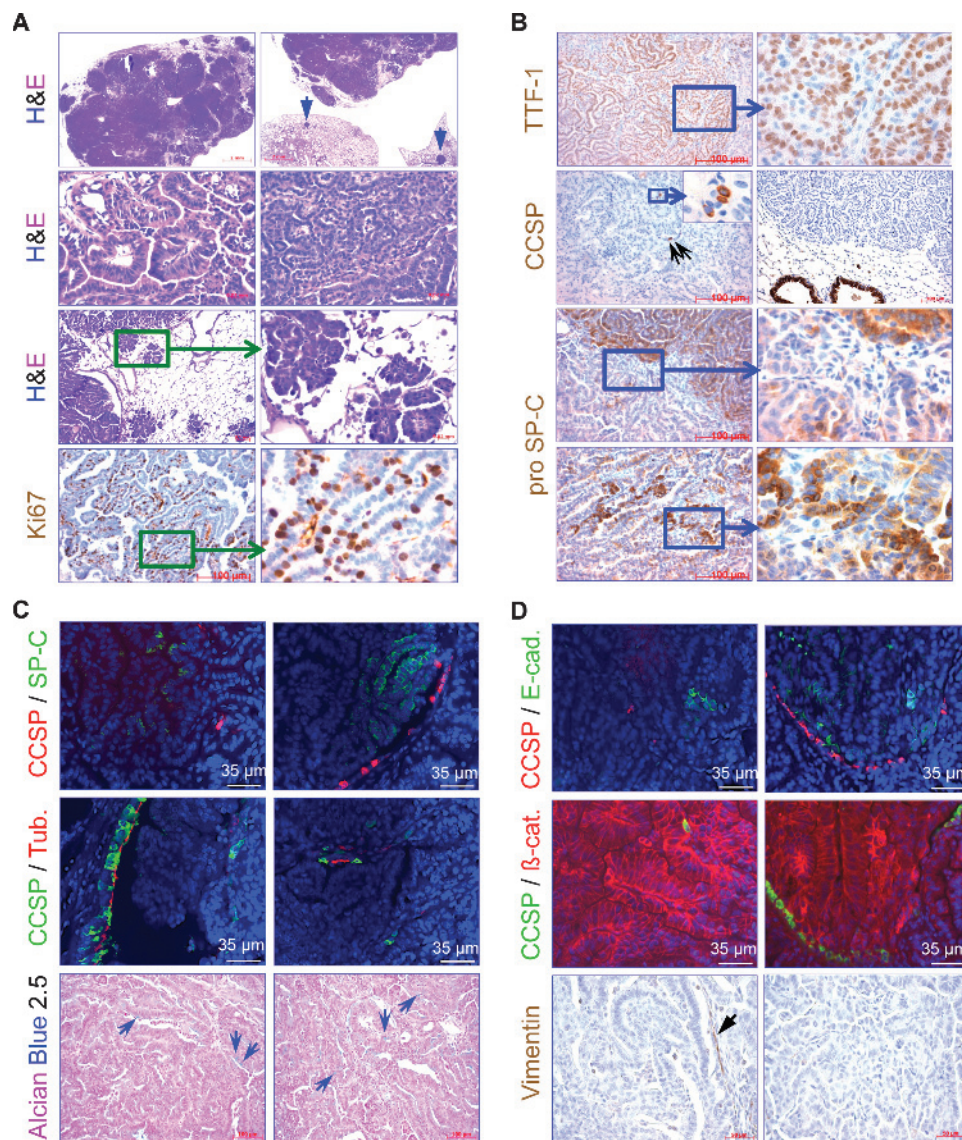 A
B
H&E
H&E
H&E
Ki67
100 µm
TTF-1
CCSP
pro SP-C
100 µm
100 µm
100 µm
100 µm
C
D
CCSP / SP-C
35 µm
35 µm
CCSP / Tub.
35 µm
35 µm
Alcian Blue 2.5
CCSP / E-cad.
35 µm
35 µm
CCSP / ß-cat.
35 µm
35 µm
Vimentin